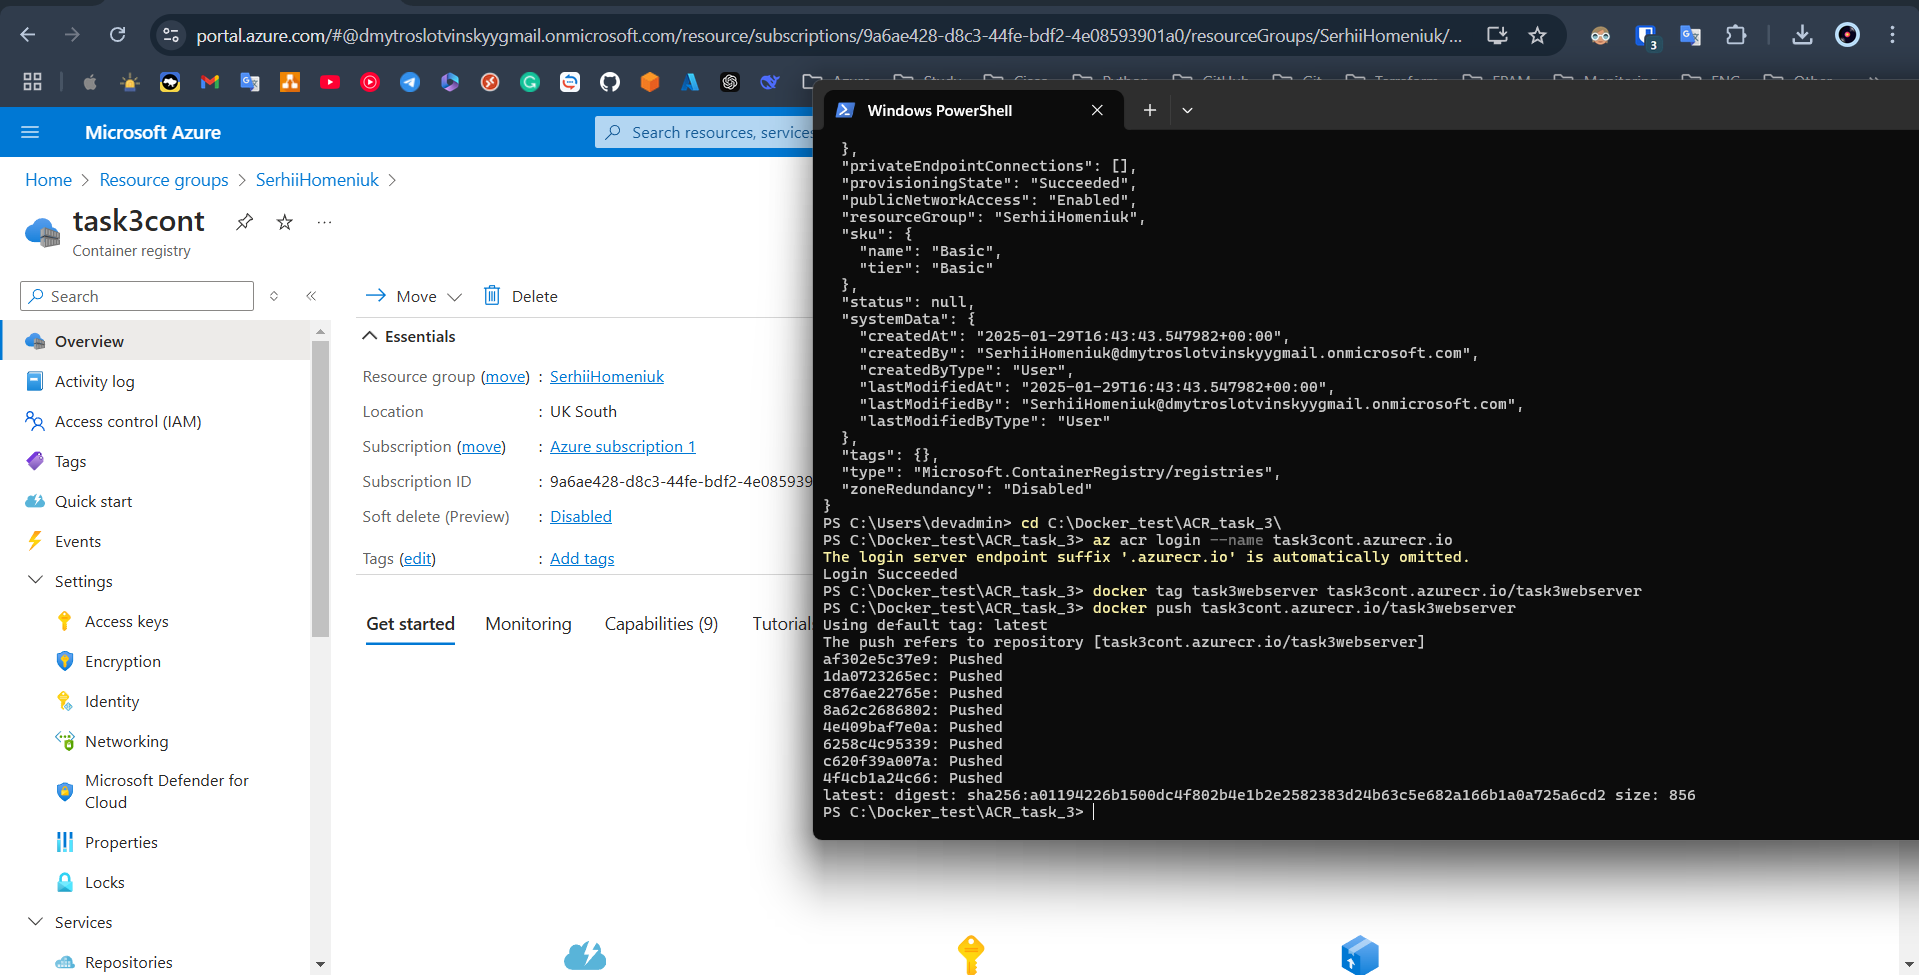 portal.azure.com/#@dmytroslotvinskyygmail.onmicrosoft.com/resource/subscriptions/9a6ae428-d8c3-44fe-bdf2-4e08593901a0/resourceGroups/SerhiiHomeniuk/...
3
Microsoft Azure
Search resources, services
Home > Resource groups > SerhiiHomeniuk >
task3cont
Container registry
Search
Overview
Activity log
Access control (IAM)
Tags
Quick start
Events
Settings
Access keys
Encryption
Identity
Networking
Microsoft Defender for
Cloud
Properties
Locks
Services
Repositories
Move
Delete
Essentials
Resource group (move) : SerhiiHomeniuk
Location : UK South
Subscription (move) : Azure subscription 1
Subscription ID : 9a6ae428-d8c3-44fe-bdf2-4e085939
Soft delete (Preview) : Disabled
Tags (edit) : Add tags
Get started Monitoring Capabilities (9) Tutorials
Windows PowerShell
},
"privateEndpointConnections": [],
"provisioningState": "Succeeded",
"publicNetworkAccess": "Enabled",
"resourceGroup": "SerhiiHomeniuk",
"sku": {
"name": "Basic",
"tier": "Basic"
},
"status": null,
"systemData": {
"createdAt": "2025-01-29T16:43:43.547982+00:00",
"createdBy": "SerhiiHomeniuk@dmytroslotvinskyygmail.onmicrosoft.com",
"createdByType": "User",
"lastModifiedAt": "2025-01-29T16:43:43.547982+00:00",
"lastModifiedBy": "SerhiiHomeniuk@dmytroslotvinskyygmail.onmicrosoft.com",
"lastModifiedByType": "User"
},
"tags": {},
"type": "Microsoft.ContainerRegistry/registries",
"zoneRedundancy": "Disabled"
}
PS C:\Users\devadmin> cd C:\Docker_test\ACR_task_3\
PS C:\Docker_test\ACR_task_3> az acr login --name task3cont.azurecr.io
The login server endpoint suffix '.azurecr.io' is automatically omitted.
Login Succeeded
PS C:\Docker_test\ACR_task_3> docker tag task3webserver task3cont.azurecr.io/task3webserver
PS C:\Docker_test\ACR_task_3> docker push task3cont.azurecr.io/task3webserver
Using default tag: latest
The push refers to repository [task3cont.azurecr.io/task3webserver]
af302e5c37e9: Pushed
1da0723265ec: Pushed
c876ae22765e: Pushed
8a62c2686802: Pushed
4e409baf7e0a: Pushed
6258c4c95339: Pushed
c620f39a007a: Pushed
4f4cb1a24c66: Pushed
latest: digest: sha256:a01194226b1500dc4f802b4e1b2e2582383d24b63c5e682a166b1a0a725a6cd2 size: 856
PS C:\Docker_test\ACR_task_3>